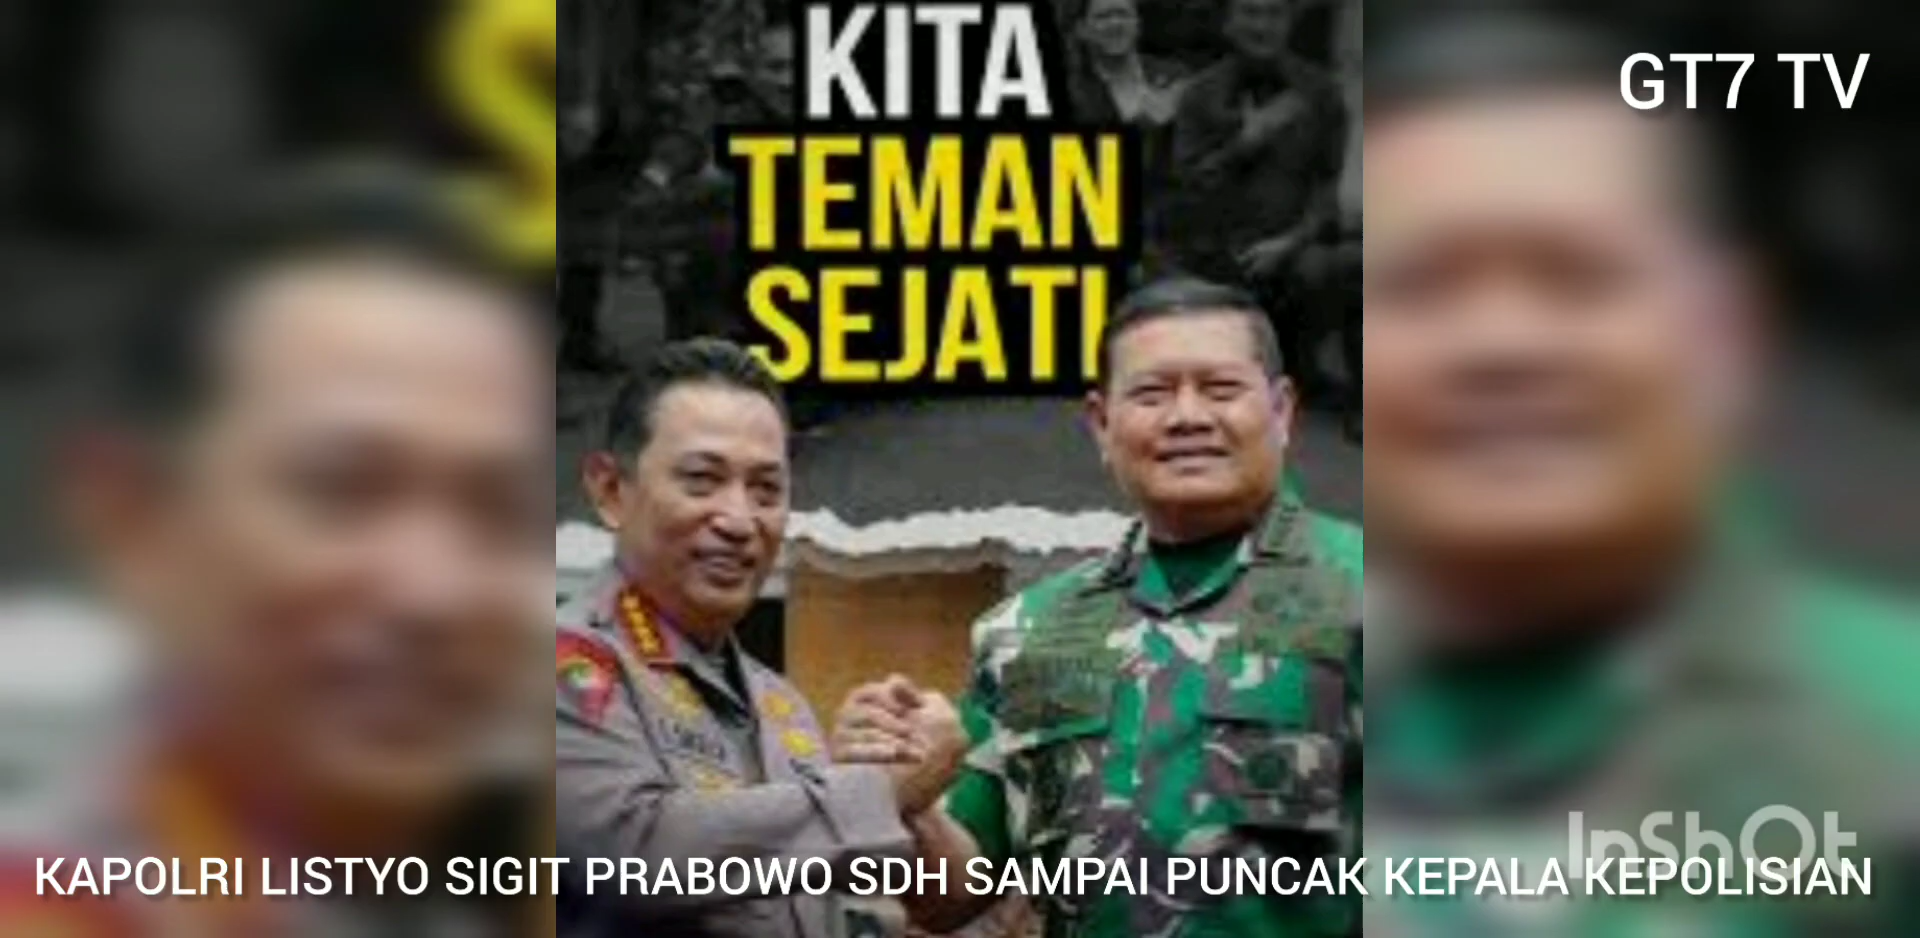 KITA
TEMAN
SEJATI
GT7 TV
InShOt
KAPOLRI LISTYO SIGIT PRABOWO SDH SAMPAI PUNCAK KEPALA KEPOLISIAN